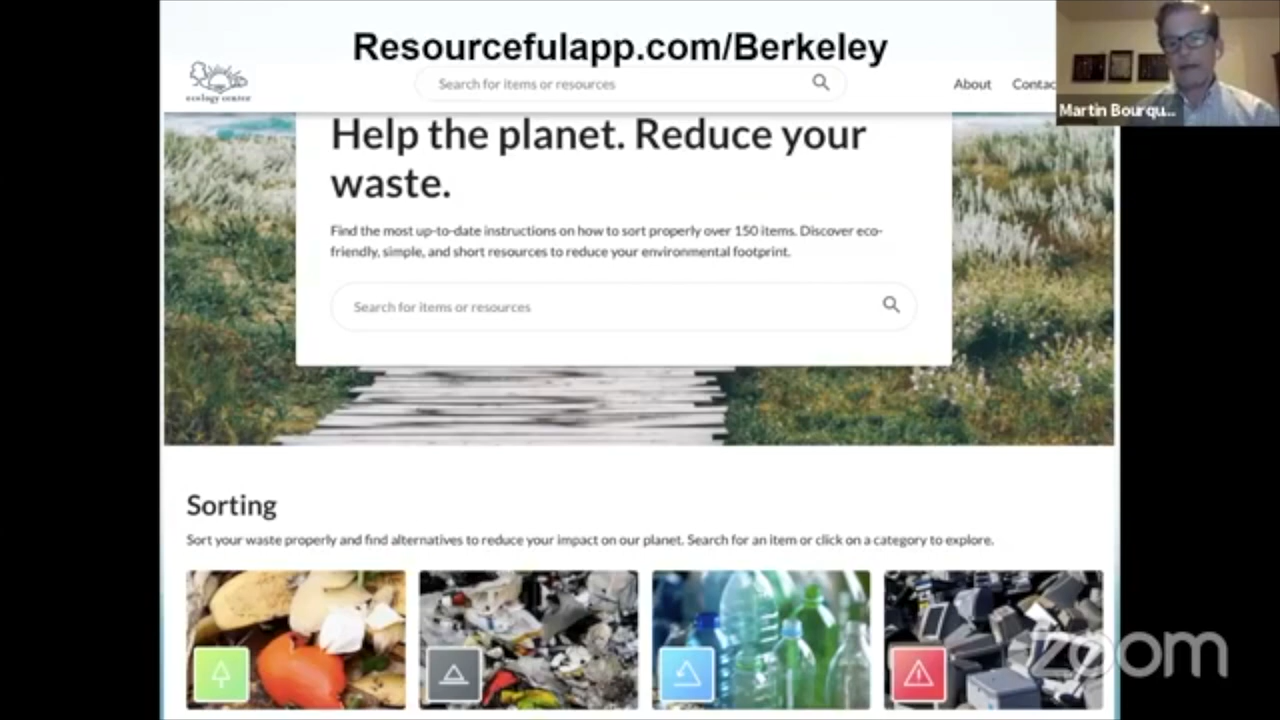 Resourcefulapp.com/Berkeley
ecology center
Search for items or resources
About
Contac
Martin Bourqu...
Help the planet. Reduce your
waste.
Find the most up-to-date instructions on how to sort properly over 150 items. Discover eco-
friendly, simple, and short resources to reduce your environmental footprint.
Search for items or resources
Sorting
Sort your waste properly and find alternatives to reduce your impact on our planet. Search for an item or click on a category to explore.
zoom